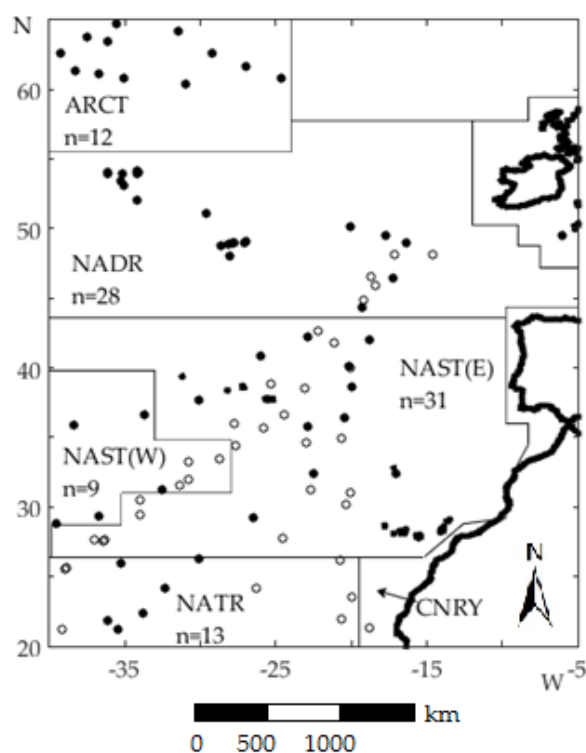 N
60
ARCT
n=12
50
NADR
n=28
40
NAST(E)
n=31
NAST(W)
n=9
30
N
NATR
n=13
CNRY
20
-35
-25
-15
-5
W
km
0 500 1000